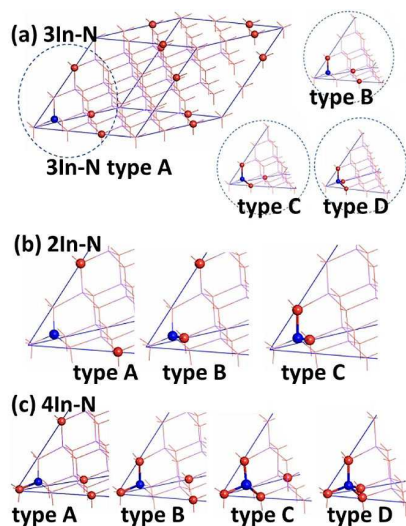 (a) 3In-N
type B
3In-N type A
type C
type D
(b) 2In-N
type A
type B
type C
(c) 4In-N
type A
type B
type C
type D